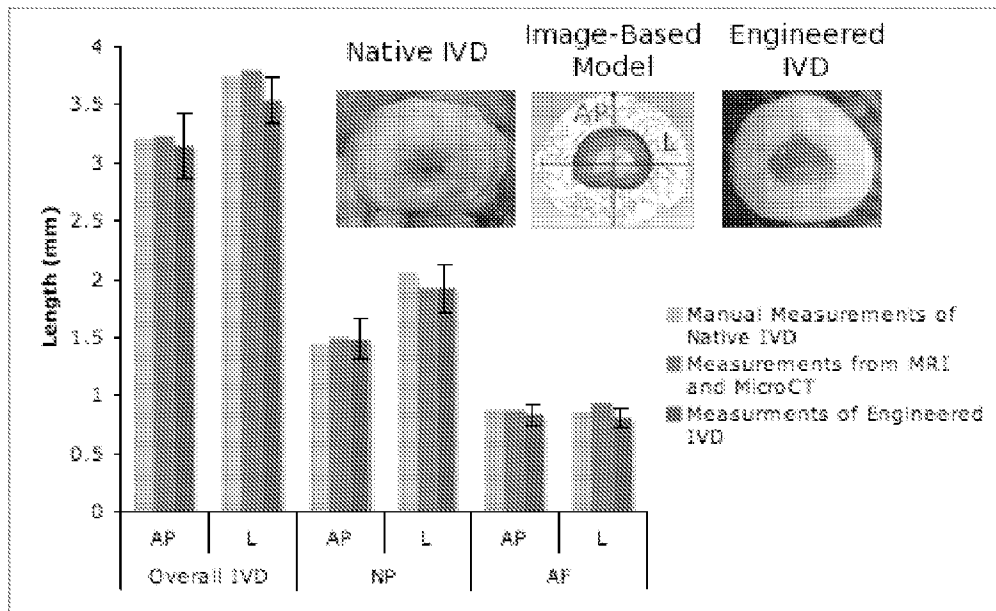 Native IVD
Image-Based
Model
Engineered
IVD
AP
L
Length (mm)
4
3.5
3
2.5
2
1.5
1
0.5
0
AP
L
AP
L
AP
L
Overall IVD
NP
AF
Manual Measurements of
Native IVD
Measurements from MRI
and MicroCT
Measurments of Engineered
IVD